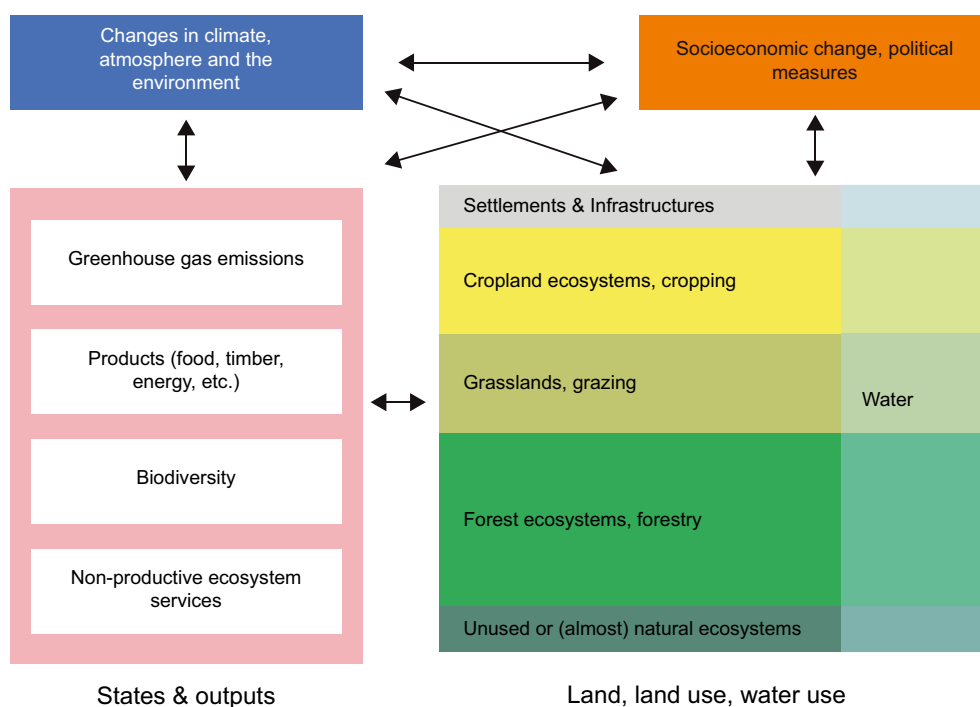 Changes in climate,
atmosphere and the
environment
Socioeconomic change, political
measures
Greenhouse gas emissions
Products (food, timber,
energy, etc.)
Biodiversity
Non-productive ecosystem
services
States & outputs
Settlements & Infrastructures
Cropland ecosystems, cropping
Grasslands, grazing
Water
Forest ecosystems, forestry
Unused or (almost) natural ecosystems
Land, land use, water use